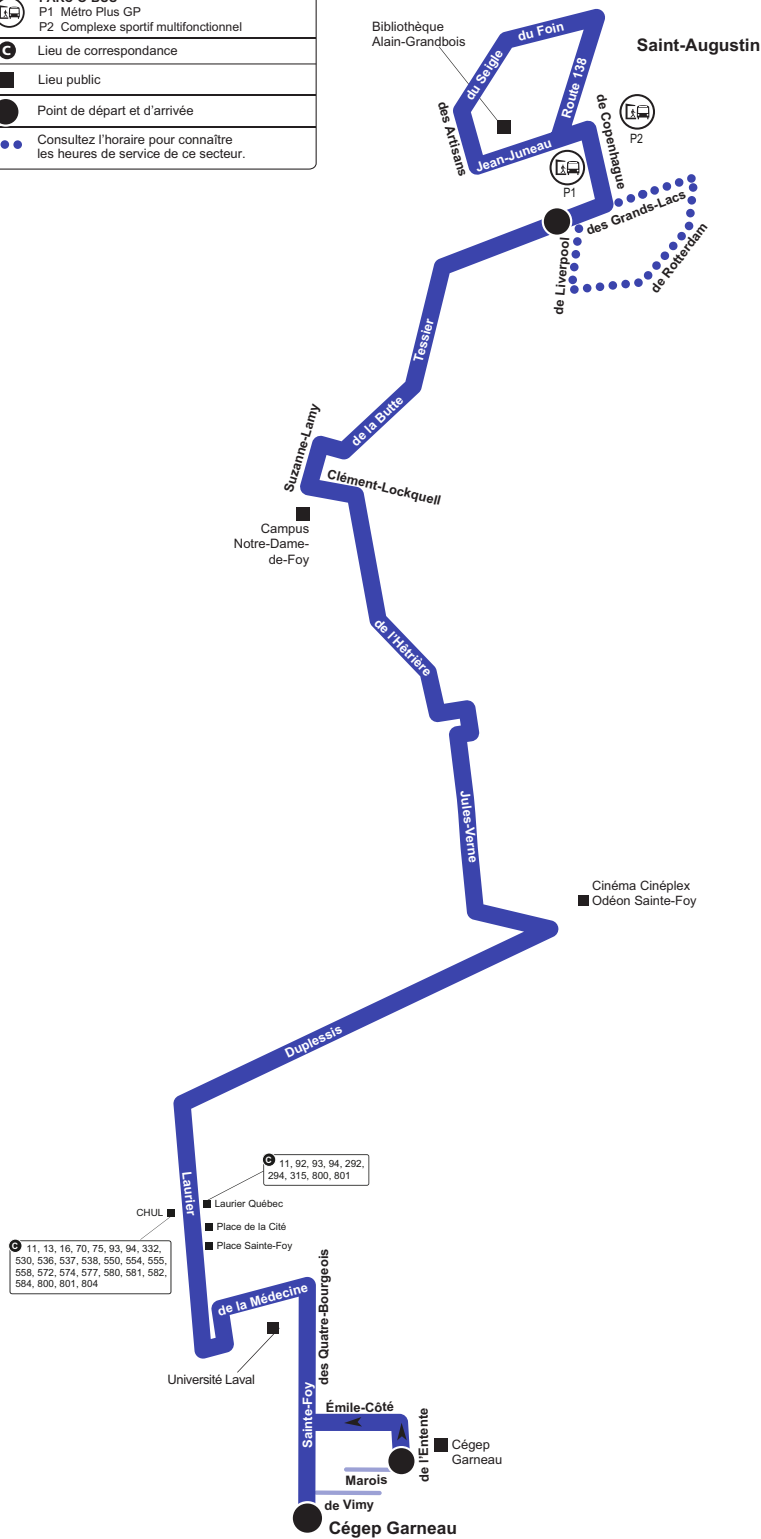 P1 Métro Plus GP
P2 Complexe sportif multifonctionnel
C Lieu de correspondance
Lieu public
Point de départ et d'arrivée
Consultez l'horaire pour connaître
les heures de service de ce secteur.
Bibliothèque
Alain-Grandbois
du Foin
Saint-Augustin
du Seigle
Route 138
des Artisans
de Copenhague
P2
Jean-Juneau
P1
des Grands-Lacs
de Liverpool
de Rotterdam
Tessier
de la Butte
Suzanne-Lamy
Clément-Lockquell
Campus
Notre-Dame-
de-Foy
de l'Hêtrière
Jules-Verne
Cinéma Cinéplex
Odéon Sainte-Foy
Duplessis
Laurier
C 11, 92, 93, 94, 292,
294, 315, 800, 801
Laurier Québec
CHUL
Place de la Cité
Place Sainte-Foy
C 11, 13, 16, 70, 75, 93, 94, 332,
530, 536, 537, 538, 550, 554, 555,
558, 572, 574, 577, 580, 581, 582,
584, 800, 801, 804
de la Médecine
des Quatre-Bourgeois
Université Laval
Sainte-Foy
Émile-Côté
de l'Entente
Cégep
Garneau
Marois
de Vimy
Cégep Garneau